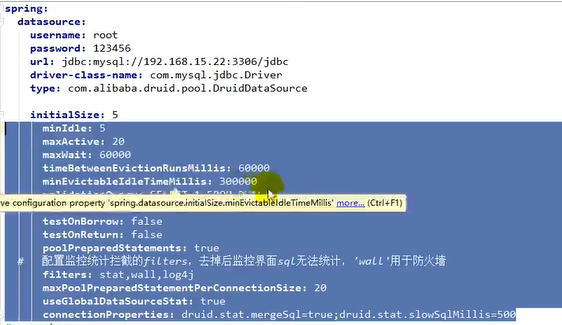 spring:
datasource:
username: root
password: 123456
url: jdbc:mysql://192.168.15.22:3306/jdbc
driver-class-name: com.mysql.jdbc.Driver
type: com.alibaba.druid.pool.DruidDataSource
initialSize: 5
minIdle: 5
maxActive: 20
maxWait: 60000
timeBetweenEvictionRunsMillis: 60000
minEvictableIdleTimeMillis: 300000
ve configuration property 'spring.datasource.initialSize.minEvictableIdleTimeMillis' more... (Ctrl+F1)
testOnBorrow: false
testOnReturn: false
poolPreparedStatements: true
# 配置监控统计拦截的filters，去掉后监控界面sql无法统计，'wall'用于防火墙
filters: stat,wall,log4j
maxPoolPreparedStatementPerConnectionSize: 20
useGlobalDataSourceStat: true
connectionProperties: druid.stat.mergeSql=true;druid.stat.slowSqlMillis=500